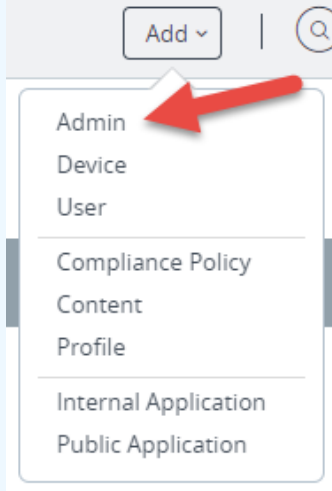 Add
Admin
Device
User
Compliance Policy
Content
Profile
Internal Application
Public Application